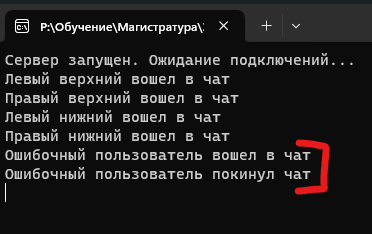 P:\Обучение\Магистратура\
Сервер запущен. Ожидание подключений...
Левый верхний вошел в чат
Правый верхний вошел в чат
Левый нижний вошел в чат
Правый нижний вошел в чат
Ошибочный пользователь вошел в чат
Ошибочный пользователь покинул чат